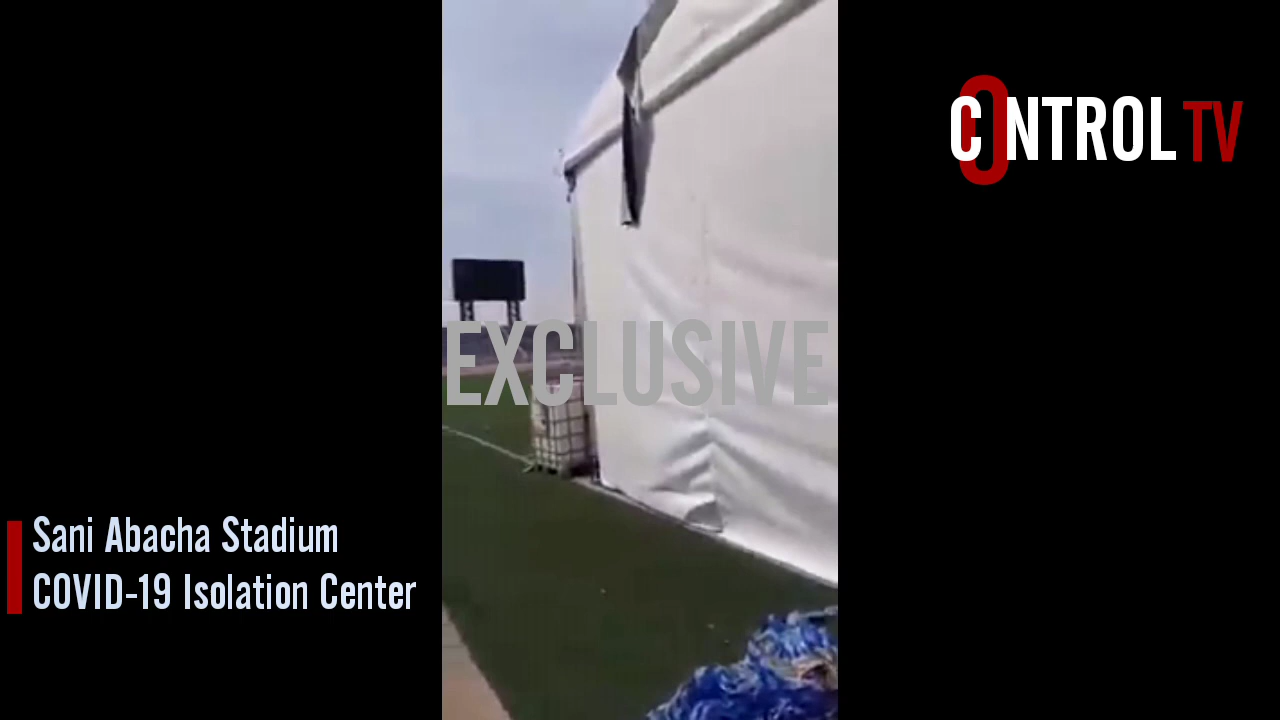 CONTROL TV
EXCLUSIVE
Sani Abacha Stadium
COVID-19 Isolation Center